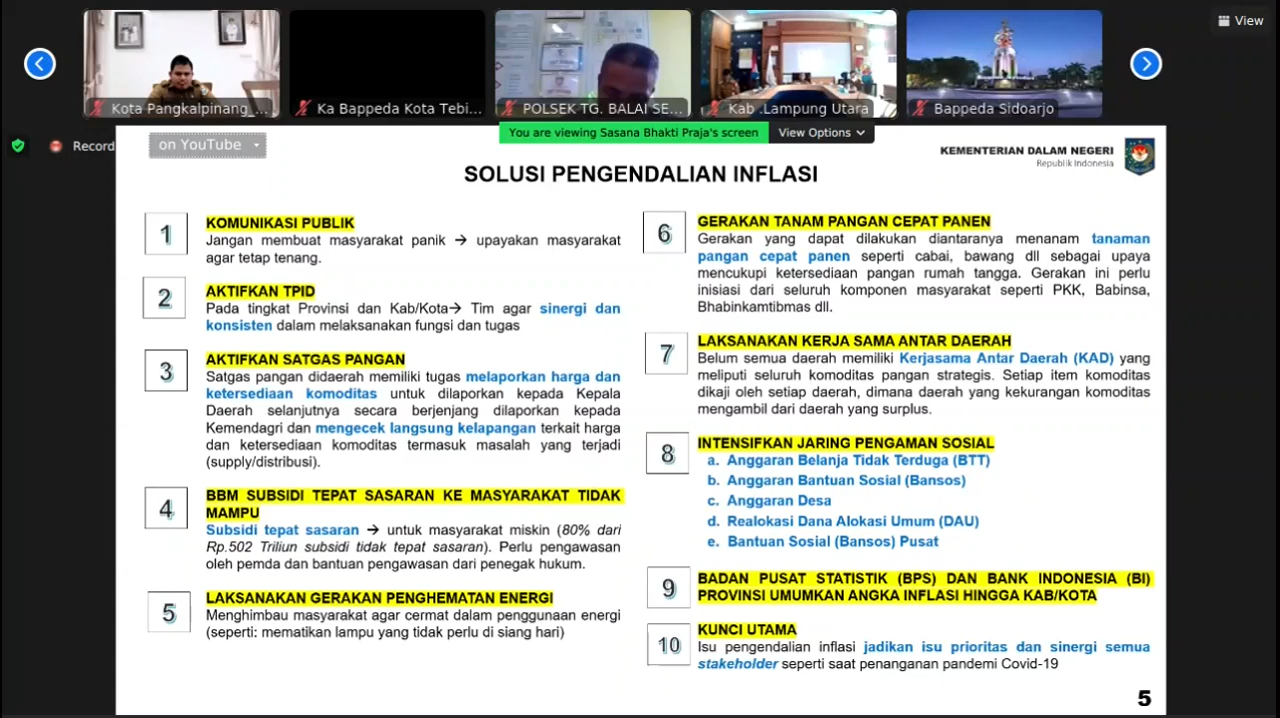 View
Kota Pangkalpinang_...
Ka Bappeda Kota Tebi...
POLSEK TG. BALAI SE...
Kab .Lampung Utara
Bappeda Sidoarjo
You are viewing Sasana Bhakti Praja's screen
View Options
Record
on YouTube
KEMENTERIAN DALAM NEGERI
Republik Indonesia
SOLUSI PENGENDALIAN INFLASI
1
KOMUNIKASI PUBLIK
Jangan membuat masyarakat panik → upayakan masyarakat
agar tetap tenang.
2
AKTIFKAN TPID
Pada tingkat Provinsi dan Kab/Kota→ Tim agar sinergi dan
konsisten dalam melaksanakan fungsi dan tugas
3
AKTIFKAN SATGAS PANGAN
Satgas pangan didaerah memiliki tugas melaporkan harga dan
ketersediaan komoditas untuk dilaporkan kepada Kepala
Daerah selanjutnya secara berjenjang dilaporkan kepada
Kemendagri dan mengecek langsung kelapangan terkait harga
dan ketersediaan komoditas termasuk masalah yang terjadi
(supply/distribusi).
4
BBM SUBSIDI TEPAT SASARAN KE MASYARAKAT TIDAK
MAMPU
Subsidi tepat sasaran → untuk masyarakat miskin (80% dari
Rp.502 Triliun subsidi tidak tepat sasaran). Perlu pengawasan
oleh pemda dan bantuan pengawasan dari penegak hukum.
5
LAKSANAKAN GERAKAN PENGHEMATAN ENERGI
Menghimbau masyarakat agar cermat dalam penggunaan energi
(seperti: mematikan lampu yang tidak perlu di siang hari)
6
GERAKAN TANAM PANGAN CEPAT PANEN
Gerakan yang dapat dilakukan diantaranya menanam tanaman
pangan cepat panen seperti cabai, bawang dll sebagai upaya
mencukupi ketersediaan pangan rumah tangga. Gerakan ini perlu
inisiasi dari seluruh komponen masyarakat seperti PKK, Babinsa,
Bhabinkamtibmas dll.
7
LAKSANAKAN KERJA SAMA ANTAR DAERAH
Belum semua daerah memiliki Kerjasama Antar Daerah (KAD) yang
meliputi seluruh komoditas pangan strategis. Setiap item komoditas
dikaji oleh setiap daerah, dimana daerah yang kekurangan komoditas
mengambil dari daerah yang surplus.
8
INTENSIFKAN JARING PENGAMAN SOSIAL
a. Anggaran Belanja Tidak Terduga (BTT)
b. Anggaran Bantuan Sosial (Bansos)
c. Anggaran Desa
d. Realokasi Dana Alokasi Umum (DAU)
e. Bantuan Sosial (Bansos) Pusat
9
BADAN PUSAT STATISTIK (BPS) DAN BANK INDONESIA (BI)
PROVINSI UMUMKAN ANGKA INFLASI HINGGA KAB/KOTA
10
KUNCI UTAMA
Isu pengendalian inflasi jadikan isu prioritas dan sinergi semua
stakeholder seperti saat penanganan pandemi Covid-19
5